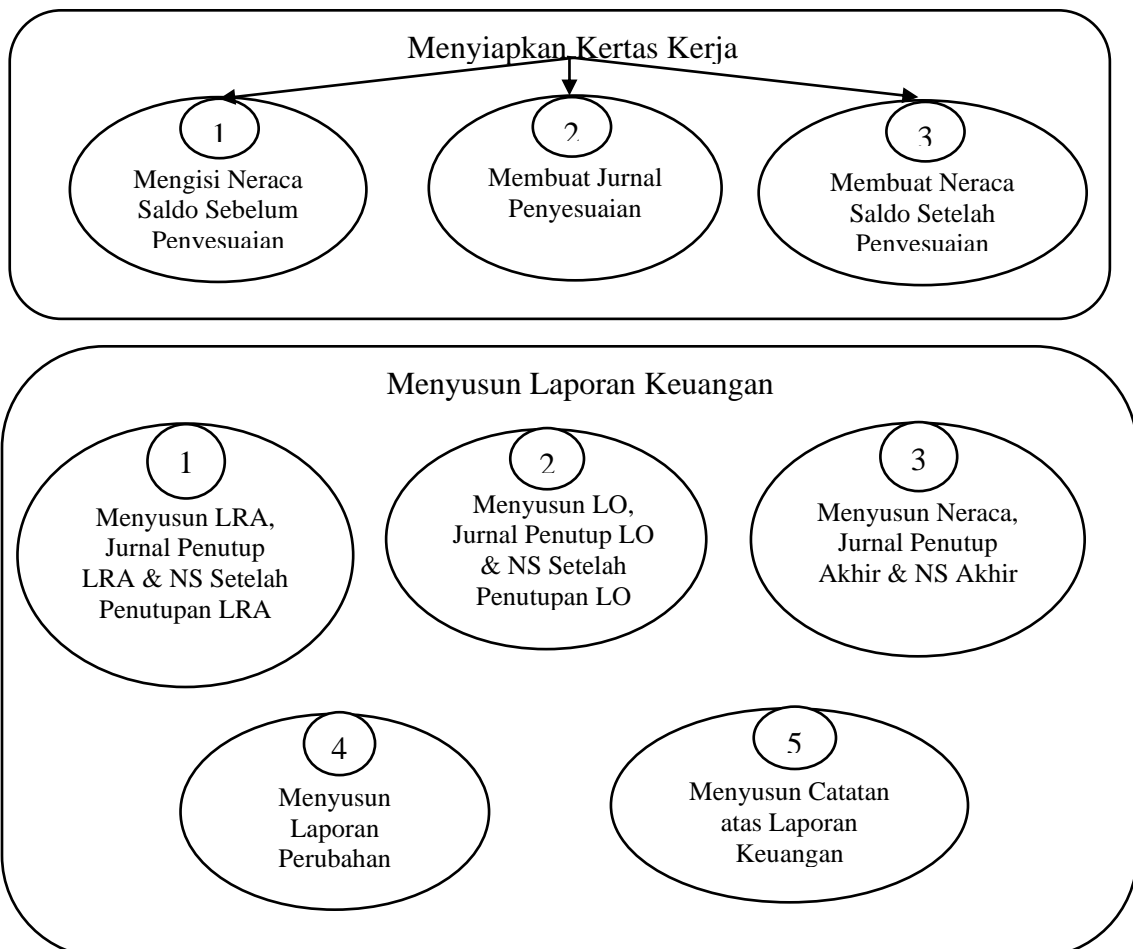 Menyiapkan Kertas Kerja
1
Mengisi Neraca
Saldo Sebelum
Penyesuaian
2
Membuat Jurnal
Penyesuaian
3
Membuat Neraca
Saldo Setelah
Penyesuaian
Menyusun Laporan Keuangan
1
Menyusun LRA,
Jurnal Penutup
LRA & NS Setelah
Penutupan LRA
2
Menyusun LO,
Jurnal Penutup LO
& NS Setelah
Penutupan LO
3
Menyusun Neraca,
Jurnal Penutup
Akhir & NS Akhir
4
Menyusun
Laporan
Perubahan
5
Menyusun Catatan
atas Laporan
Keuangan